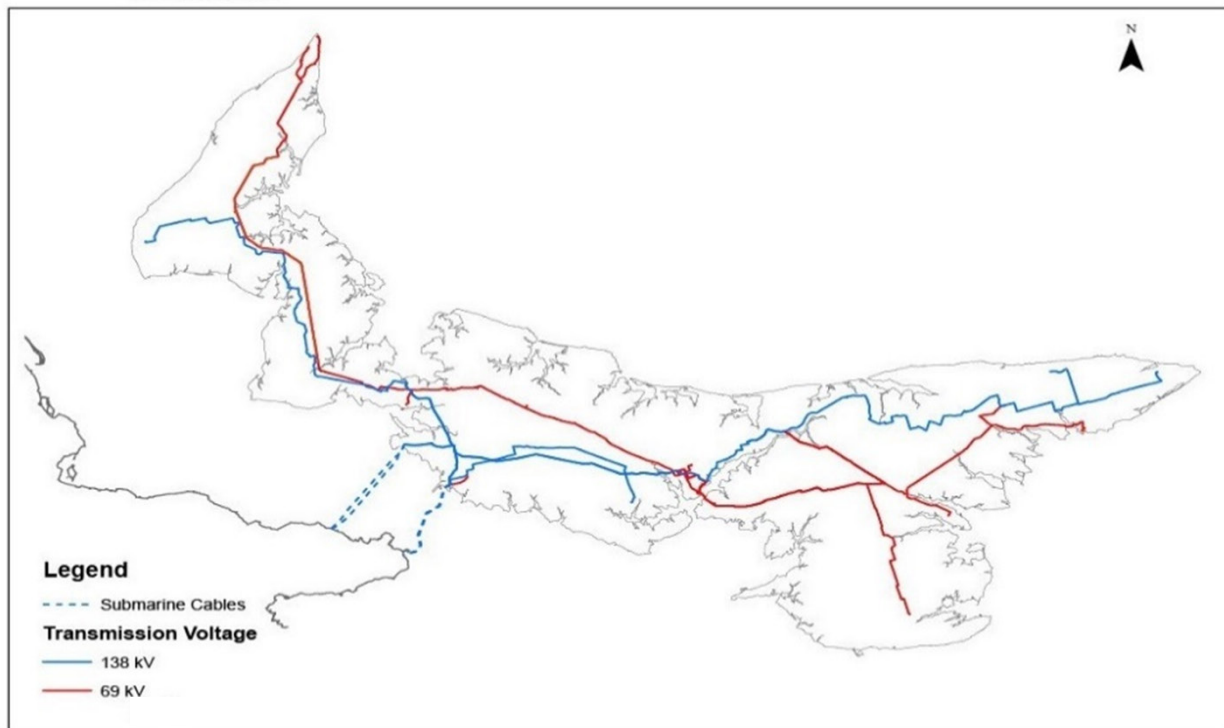 N
Legend
Submarine Cables
Transmission Voltage
138 kV
69 kV